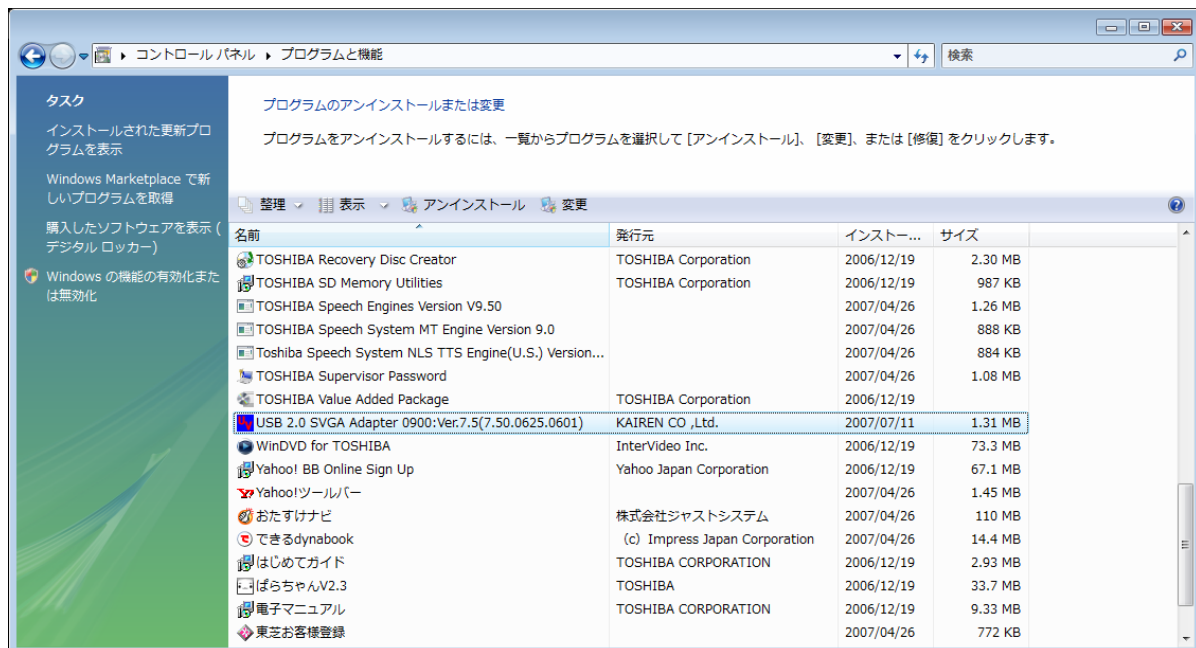 コントロール パネル ▸ プログラムと機能
検索
タスク
インストールされた更新プロ
グラムを表示
Windows Marketplace で新
しいプログラムを取得
購入したソフトウェアを表示 (
デジタル ロッカー)
Windows の機能の有効化また
は無効化
プログラムのアンインストールまたは変更
プログラムをアンインストールするには、一覧からプログラムを選択して [アンインストール]、 [変更]、または [修復] をクリックします。
整理 表示 アンインストール 変更
名前 発行元 インストー... サイズ
TOSHIBA Recovery Disc Creator TOSHIBA Corporation 2006/12/19 2.30 MB
TOSHIBA SD Memory Utilities TOSHIBA Corporation 2006/12/19 987 KB
TOSHIBA Speech Engines Version V9.50 2007/04/26 1.26 MB
TOSHIBA Speech System MT Engine Version 9.0 2007/04/26 888 KB
Toshiba Speech System NLS TTS Engine(U.S.) Version... 2007/04/26 884 KB
TOSHIBA Supervisor Password 2007/04/26 1.08 MB
TOSHIBA Value Added Package TOSHIBA Corporation 2006/12/19
USB 2.0 SVGA Adapter 0900:Ver.7.5(7.50.0625.0601) KAIREN CO ,Ltd. 2007/07/11 1.31 MB
WinDVD for TOSHIBA InterVideo Inc. 2006/12/19 73.3 MB
Yahoo! BB Online Sign Up Yahoo Japan Corporation 2006/12/19 67.1 MB
Yahoo!ツールバー 2007/04/26 1.45 MB
おたすけナビ 株式会社ジャストシステム 2007/04/26 110 MB
できるdynabook (c) Impress Japan Corporation 2007/04/26 14.4 MB
はじめてガイド TOSHIBA CORPORATION 2006/12/19 2.93 MB
ぱらちゃんV2.3 TOSHIBA 2006/12/19 33.7 MB
電子マニュアル TOSHIBA CORPORATION 2006/12/19 9.33 MB
東芝お客様登録 2007/04/26 772 KB